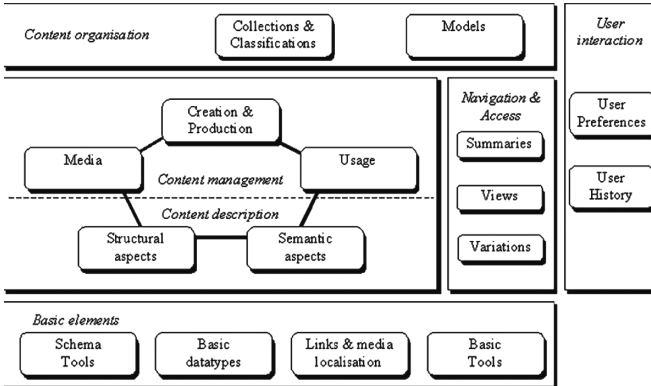 Content organisation
Collections &
Classifications
Models
User
interaction
User
Preferences
User
History
Creation &
Production
Media
Usage
Content management
Content description
Structural
aspects
Semantic
aspects
Navigation &
Access
Summaries
Views
Variations
Basic elements
Schema
Tools
Basic
datatypes
Links & media
localisation
Basic
Tools